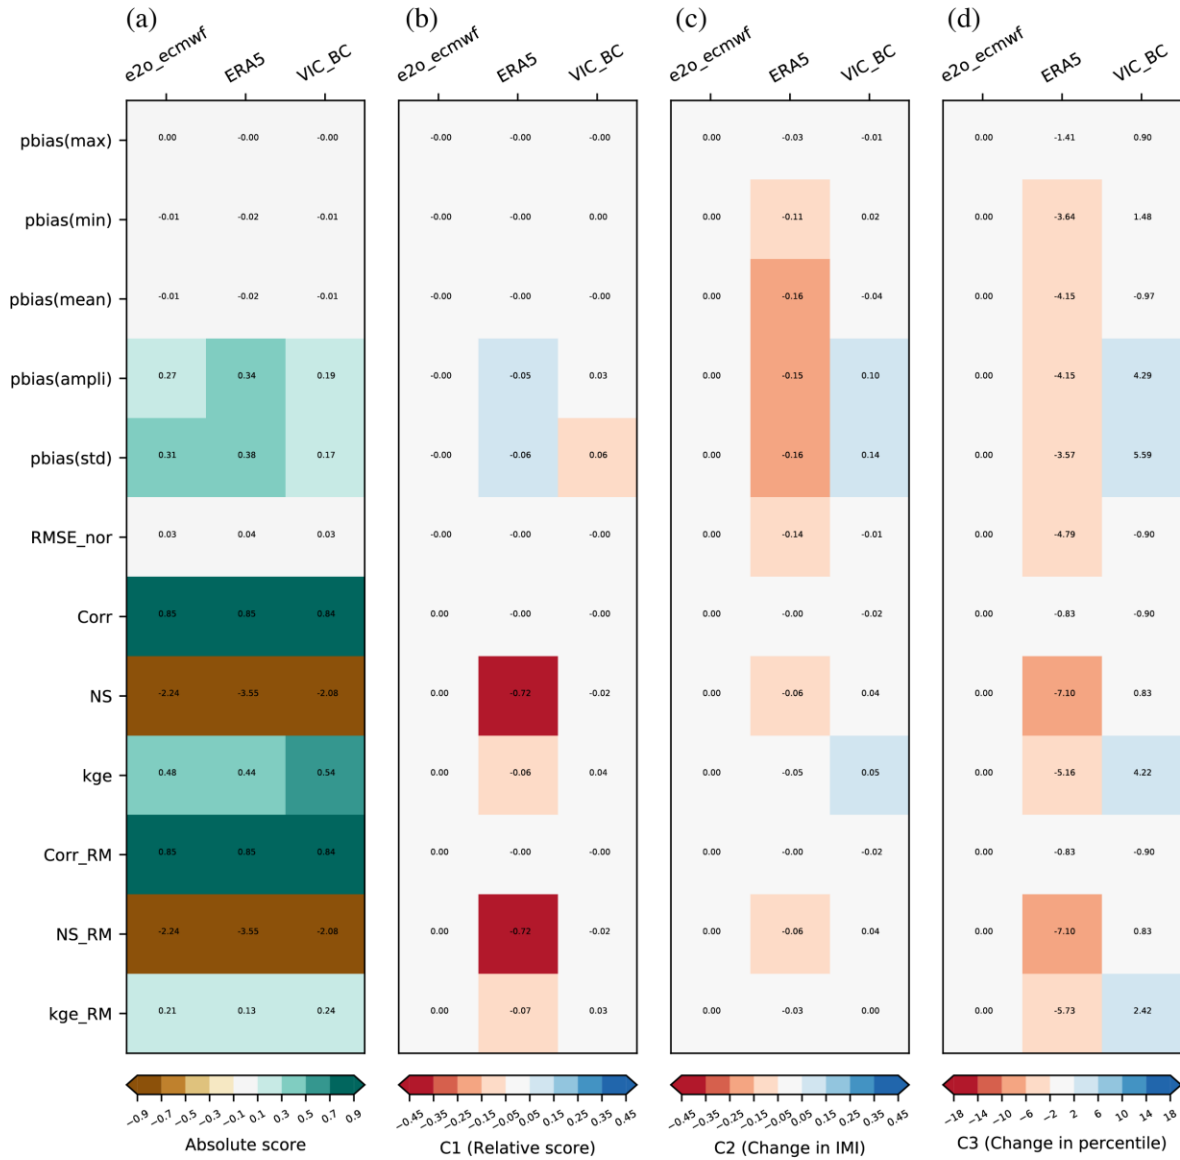 (a) (b) (c) (d)
e2o_ecmwf ERA5 VIC_BC e2o_ecmwf ERA5 VIC_BC e2o_ecmwf ERA5 VIC_BC e2o_ecmwf ERA5 VIC_BC
pbias(max) 0.00 -0.00 -0.00 -0.00 -0.00 -0.00 0.00 -0.03 -0.01 0.00 -1.41 0.90
pbias(min) -0.01 -0.02 -0.01 -0.00 -0.00 0.00 0.00 -0.11 0.02 0.00 -3.64 1.48
pbias(mean) -0.01 -0.02 -0.01 -0.00 -0.00 -0.00 0.00 -0.16 -0.04 0.00 -4.15 -0.97
pbias(ampli) 0.27 0.34 0.19 -0.00 -0.05 0.03 0.00 -0.15 0.10 0.00 -4.15 4.29
pbias(std) 0.31 0.38 0.17 -0.00 -0.06 0.06 0.00 -0.16 0.14 0.00 -3.57 5.59
RMSE_nor 0.03 0.04 0.03 -0.00 -0.00 -0.00 0.00 -0.14 -0.01 0.00 -4.79 -0.90
Corr 0.85 0.85 0.84 0.00 -0.00 -0.00 0.00 -0.00 -0.02 0.00 -0.83 -0.90
NS -2.24 -3.55 -2.08 0.00 -0.72 -0.02 0.00 -0.06 0.04 0.00 -7.10 0.83
kge 0.48 0.44 0.54 0.00 -0.06 0.04 0.00 -0.05 0.05 0.00 -5.16 4.22
Corr_RM 0.85 0.85 0.84 0.00 -0.00 -0.00 0.00 -0.00 -0.02 0.00 -0.83 -0.90
NS_RM -2.24 -3.55 -2.08 0.00 -0.72 -0.02 0.00 -0.06 0.04 0.00 -7.10 0.83
kge_RM 0.21 0.13 0.24 0.00 -0.07 0.03 0.00 -0.03 0.00 0.00 -5.73 2.42
−0.9 −0.7 −0.5 −0.3 −0.1 0.1 0.3 0.5 0.7 0.9 −0.45 −0.35 −0.25 −0.15 −0.05 0.05 0.15 0.25 0.35 0.45 −0.45 −0.35 −0.25 −0.15 −0.05 0.05 0.15 0.25 0.35 0.45 −18 −14 −10 −6 −2 2 6 10 14 18
Absolute score C1 (Relative score) C2 (Change in IMI) C3 (Change in percentile)